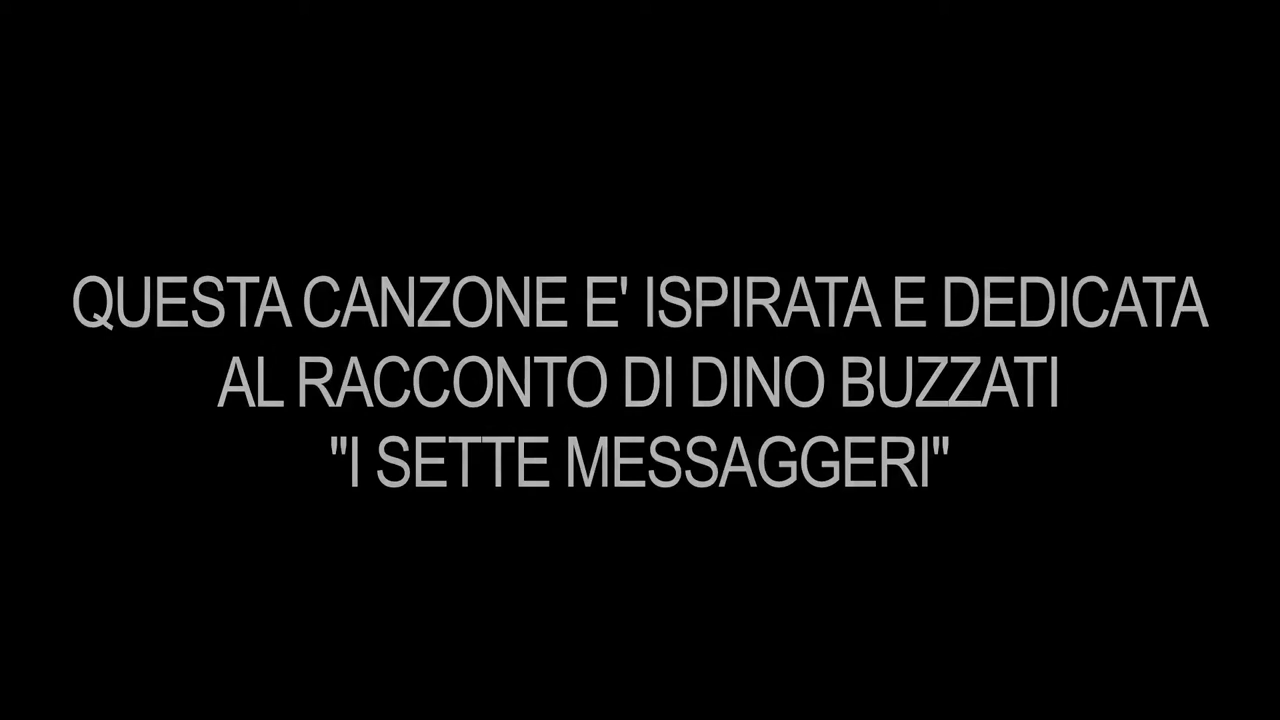 QUESTA CANZONE E' ISPIRATA E DEDICATA
AL RACCONTO DI DINO BUZZATI
"I SETTE MESSAGGERI"